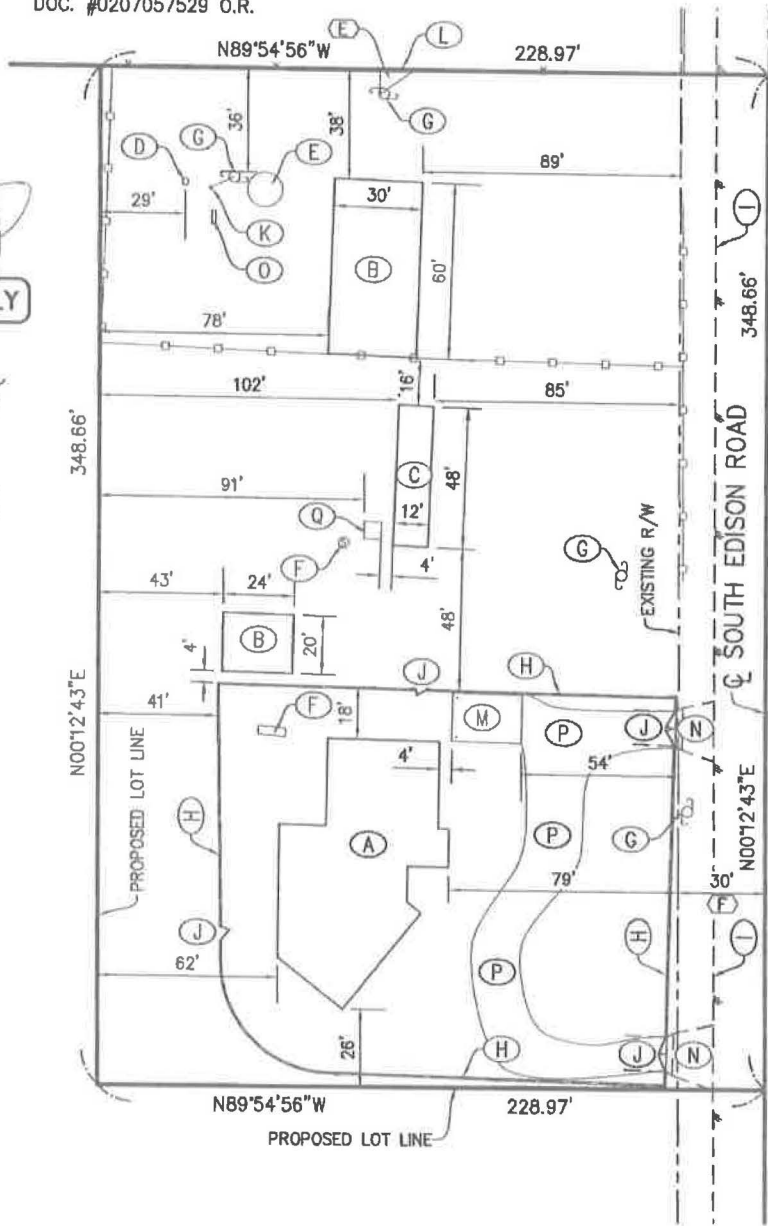 DOC. #0207057529 O.R.
N89°54'56"W
E
L
228.97'
G
36'
38'
D
G
E
89'
29'
30'
K
O
B
60'
I
LY
78'
348.66'
102'
16'
85'
348.66'
C
48'
91'
12'
Q
F
4'
G
EXISTING R/W
℄ SOUTH EDISON ROAD
43'
24'
B
20'
4'
48'
J
H
41'
F
18'
M
P
J
N
N00°12'43"E
PROPOSED LOT LINE
4'
54'
H
A
P
G
N00°12'43"E
79'
30'
F
J
H
I
62'
P
26'
H
J
N
N89°54'56"W
228.97'
PROPOSED LOT LINE